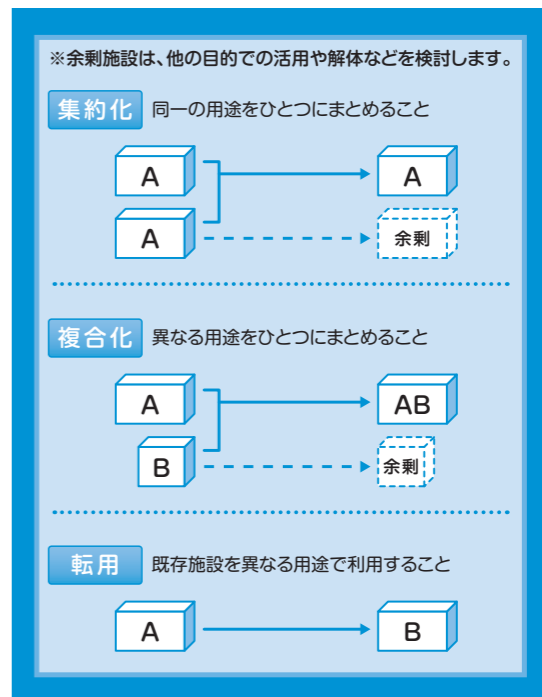 ※余剰施設は、他の目的での活用や解体などを検討します。
集約化 同一の用途をひとつにまとめること
A
A
A
余剰
複合化 異なる用途をひとつにまとめること
A
AB
B
余剰
転用 既存施設を異なる用途で利用すること
A
B